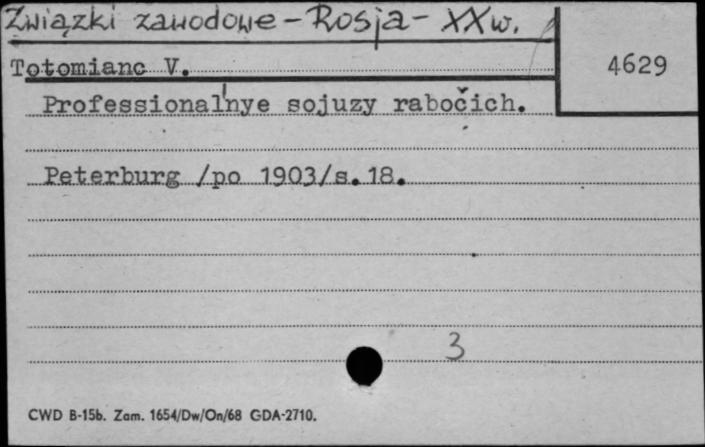 Związki zawodowe - Rosja - XX w.
4629
Totomianc V.
Professional'nye sojuzy rabočich.
Peterburg /po 1903/s.18.
3
CWD B-15b. Zam. 1654/Dw/On/68 GDA-2710.